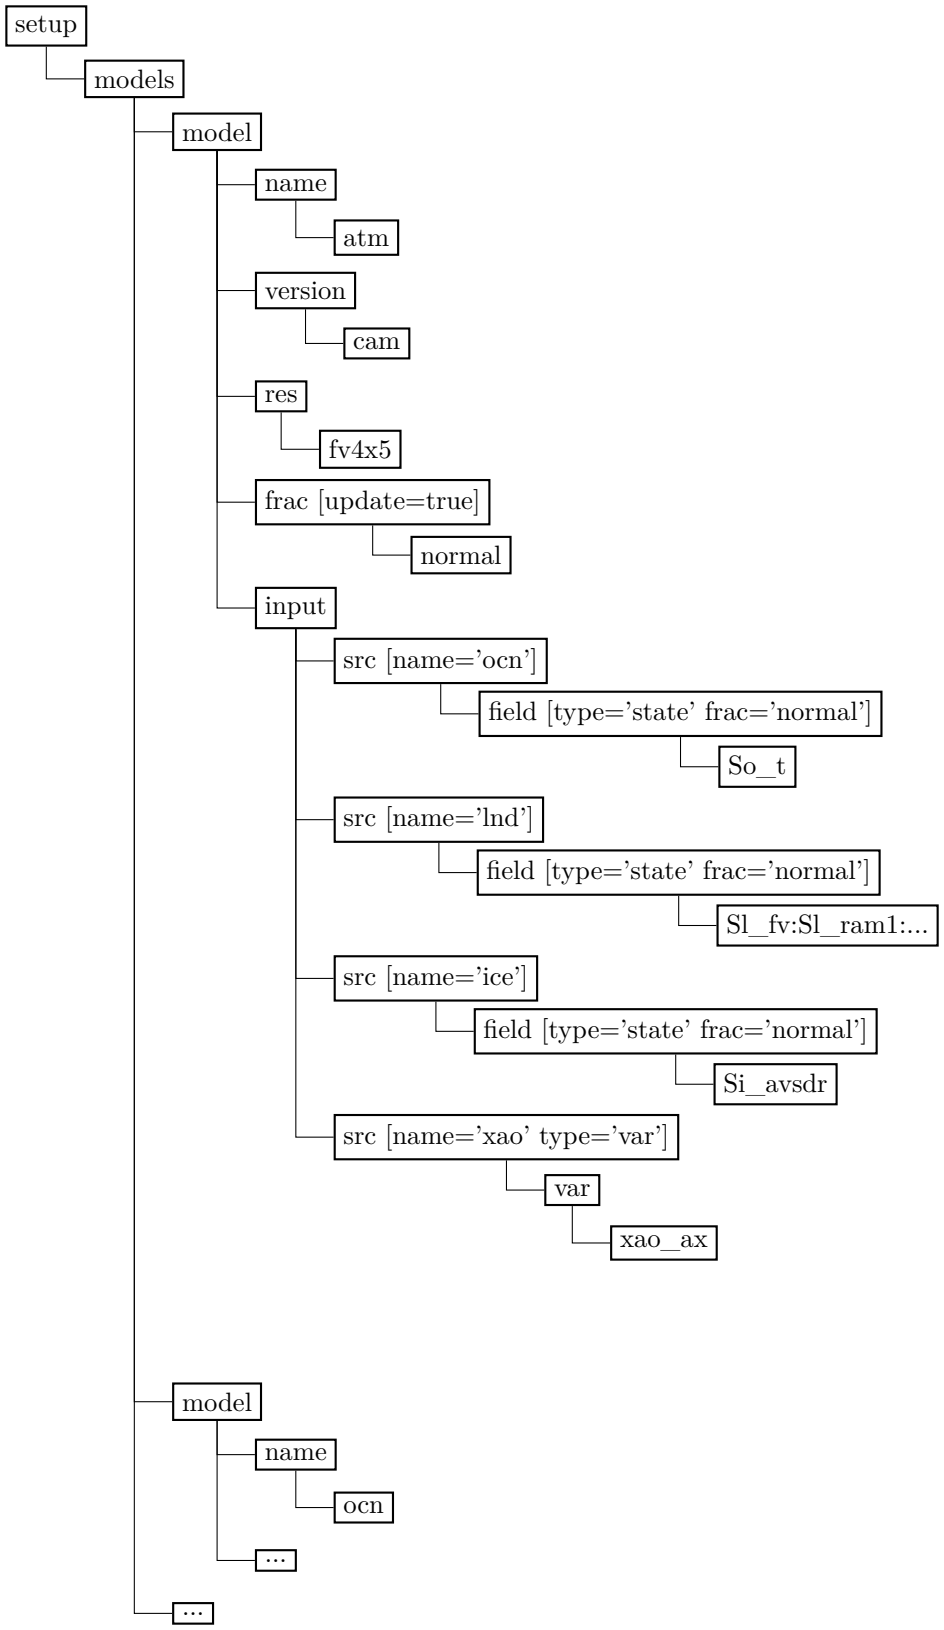 setup
models
model
name
atm
version
cam
res
fv4x5
frac [update=true]
normal
input
src [name='ocn']
field [type='state' frac='normal']
So_t
src [name='lnd']
field [type='state' frac='normal']
Sl_fv:Sl_ram1:...
src [name='ice']
field [type='state' frac='normal']
Si_avsdr
src [name='xao' type='var']
var
xao_ax
model
name
ocn
...
...